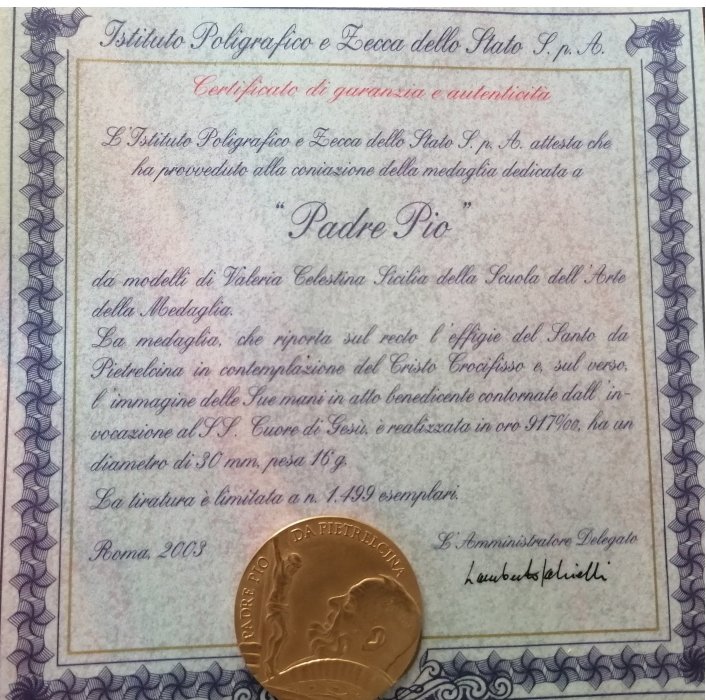 Istituto Poligrafico e Zecca dello Stato S. p. A.
Certificato di garanzia e autenticità
L'Istituto Poligrafico e Zecca dello Stato S. p. A. attesta che
ha provveduto alla coniazione della medaglia dedicata a
"Padre Pio"
da modelli di Valeria Celestina Sicilia della Scuola dell'Arte
della Medaglia.
La medaglia, che riporta sul recto l'effigie del Santo da
Pietrelcina in contemplazione del Cristo Crocifisso e, sul verso,
l'immagine delle Sue mani in atto benedicente contornate dall'in-
vocazione al SS. Cuore di Gesù, è realizzata in oro 917‰, ha un
diametro di 30 mm, pesa 16 g.
La tiratura è limitata a n. 1.499 esemplari.
Roma, 2003
L'Amministratore Delegato
Lamberto
PADRE PIO DA PIETRELCINA